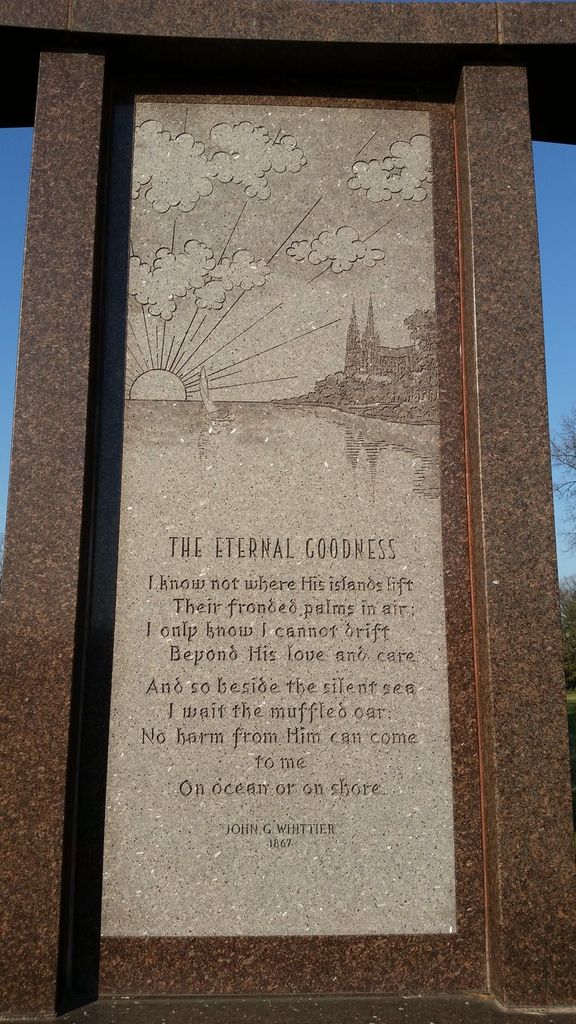 THE ETERNAL GOODNESS
I know not where His islands lift
Their fronded palms in air;
I only know I cannot drift
Beyond His love and care.
And so beside the silent sea
I wait the muffled oar;
No harm from Him can come
to me
On ocean or on shore.
JOHN G. WHITTIER
1867